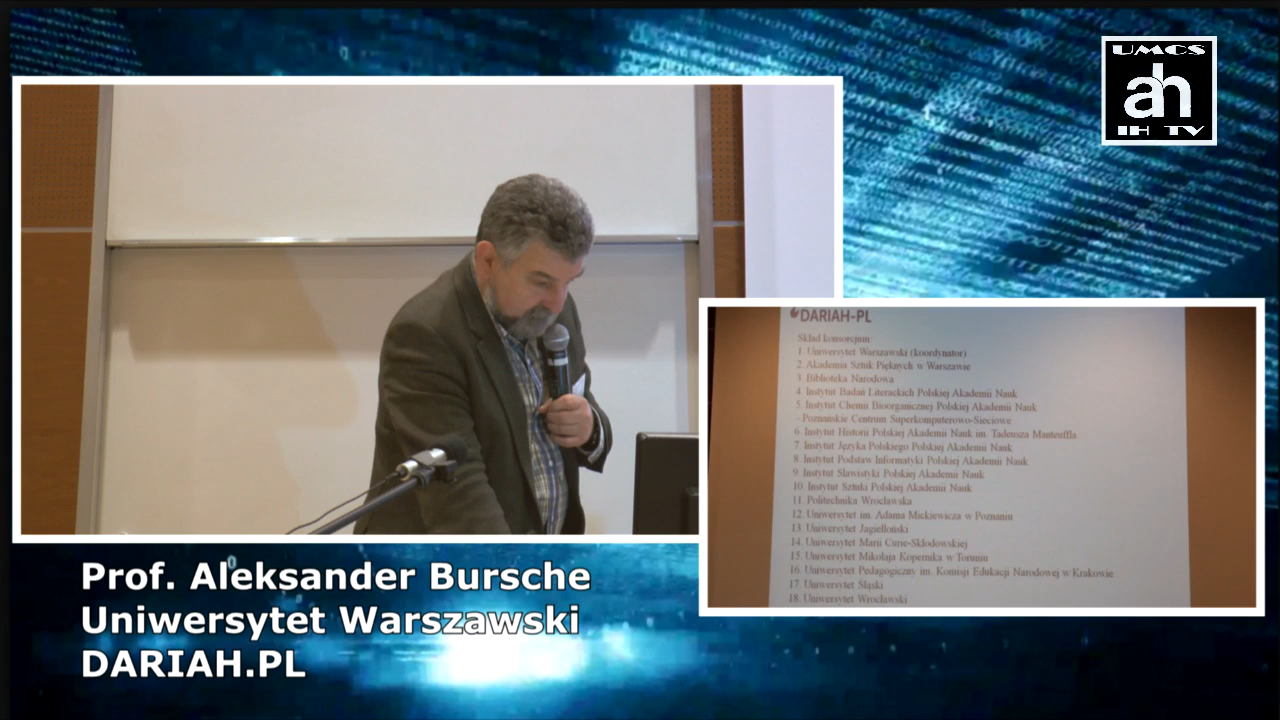 UMCS
ah
IH TV
DARIAH-PL
Skład konsorcjum:
1. Uniwersytet Warszawski (koordynator)
2. Akademia Sztuk Pięknych w Warszawie
3. Biblioteka Narodowa
4. Instytut Badań Literackich Polskiej Akademii Nauk
5. Instytut Chemii Bioorganicznej Polskiej Akademii Nauk
- Poznańskie Centrum Superkomputerowo-Sieciowe
6. Instytut Historii Polskiej Akademii Nauk im. Tadeusza Manteuffla
7. Instytut Języka Polskiego Polskiej Akademii Nauk
8. Instytut Podstaw Informatyki Polskiej Akademii Nauk
9. Instytut Slawistyki Polskiej Akademii Nauk
10. Instytut Sztuki Polskiej Akademii Nauk
11. Politechnika Wrocławska
12. Uniwersytet im. Adama Mickiewicza w Poznaniu
13. Uniwersytet Jagielloński
14. Uniwersytet Marii Curie-Skłodowskiej
15. Uniwersytet Mikołaja Kopernika w Toruniu
16. Uniwersytet Pedagogiczny im. Komisji Edukacji Narodowej w Krakowie
17. Uniwersytet Śląski
18. Uniwersytet Wrocławski
Prof. Aleksander Bursche
Uniwersytet Warszawski
DARIAH.PL